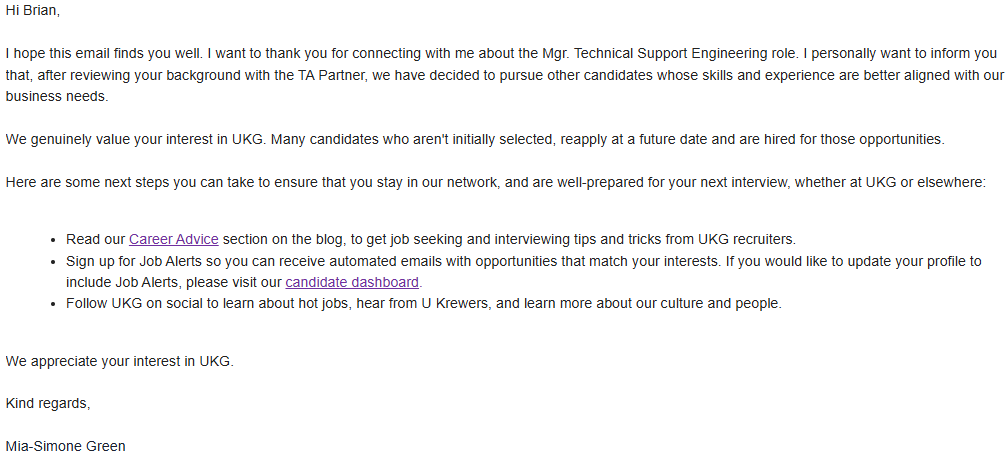 Hi Brian,
I hope this email finds you well. I want to thank you for connecting with me about the Mgr. Technical Support Engineering role. I personally want to inform you
that, after reviewing your background with the TA Partner, we have decided to pursue other candidates whose skills and experience are better aligned with our
business needs.
We genuinely value your interest in UKG. Many candidates who aren't initially selected, reapply at a future date and are hired for those opportunities.
Here are some next steps you can take to ensure that you stay in our network, and are well-prepared for your next interview, whether at UKG or elsewhere:
• Read our Career Advice section on the blog, to get job seeking and interviewing tips and tricks from UKG recruiters.
• Sign up for Job Alerts so you can receive automated emails with opportunities that match your interests. If you would like to update your profile to
include Job Alerts, please visit our candidate dashboard.
• Follow UKG on social to learn about hot jobs, hear from U Krewers, and learn more about our culture and people.
We appreciate your interest in UKG.
Kind regards,
Mia-Simone Green